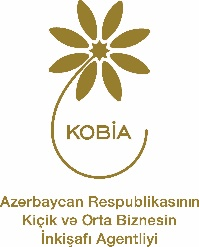 KOBİA
Azərbaycan Respublikasının
Kiçik və Orta Biznesin
İnkişafı Agentliyi